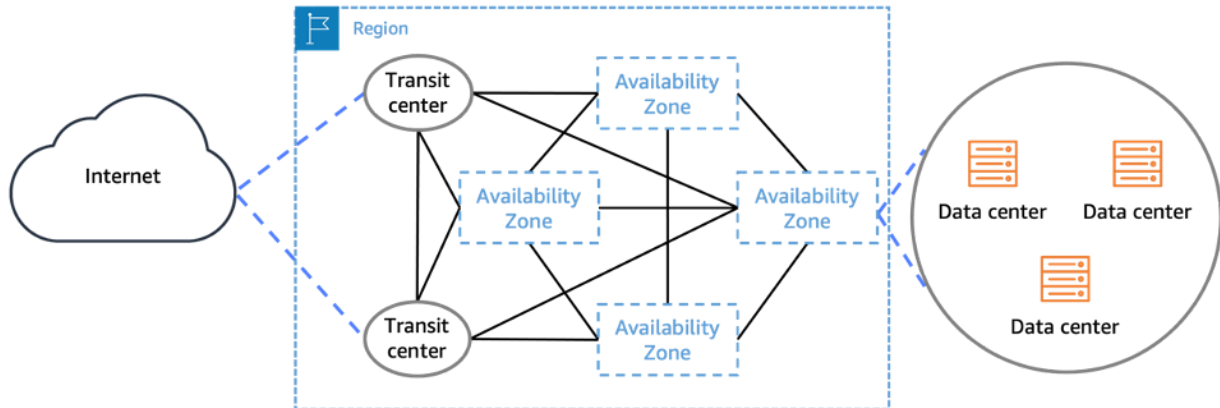 Region
Transit
center
Availability
Zone
Internet
Availability
Zone
Availability
Zone
Data center
Data center
Transit
center
Availability
Zone
Data center